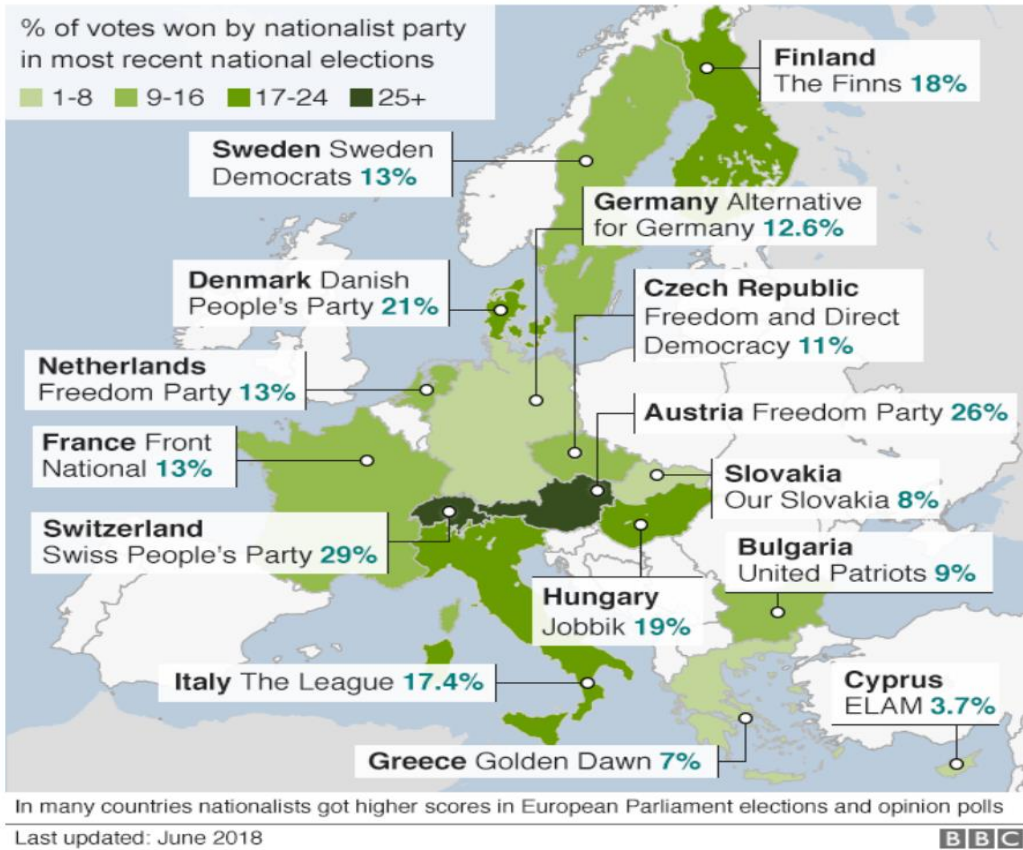 % of votes won by nationalist party
in most recent national elections
1-8 9-16 17-24 25+
Finland
The Finns 18%
Sweden Sweden
Democrats 13%
Germany Alternative
for Germany 12.6%
Denmark Danish
People's Party 21%
Czech Republic
Freedom and Direct
Democracy 11%
Netherlands
Freedom Party 13%
Austria Freedom Party 26%
France Front
National 13%
Slovakia
Our Slovakia 8%
Switzerland
Swiss People's Party 29%
Bulgaria
United Patriots 9%
Hungary
Jobbik 19%
Italy The League 17.4%
Cyprus
ELAM 3.7%
Greece Golden Dawn 7%
In many countries nationalists got higher scores in European Parliament elections and opinion polls
Last updated: June 2018
BBC